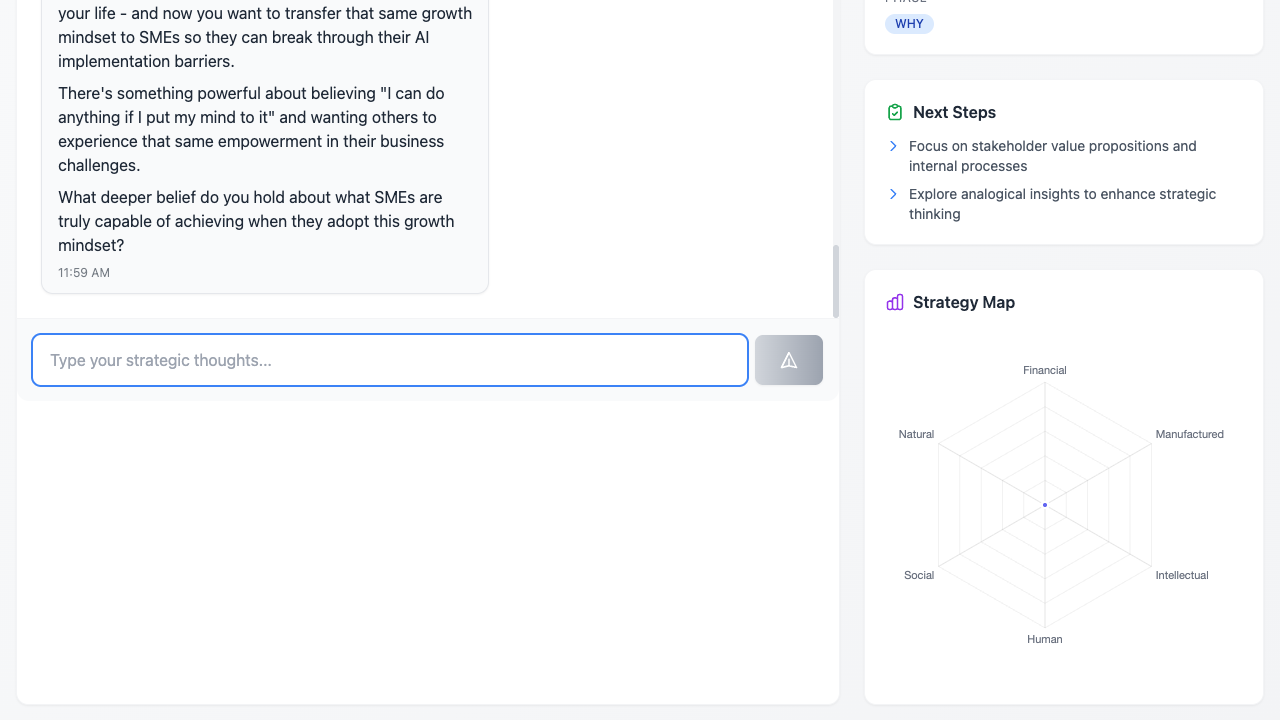 your life - and now you want to transfer that same growth
mindset to SMEs so they can break through their AI
implementation barriers.
There's something powerful about believing "I can do
anything if I put my mind to it" and wanting others to
experience that same empowerment in their business
challenges.
What deeper belief do you hold about what SMEs are
truly capable of achieving when they adopt this growth
mindset?
11:59 AM
Type your strategic thoughts...
WHY
Next Steps
Focus on stakeholder value propositions and
internal processes
Explore analogical insights to enhance strategic
thinking
Strategy Map
Financial
Natural
Manufactured
Social
Intellectual
Human